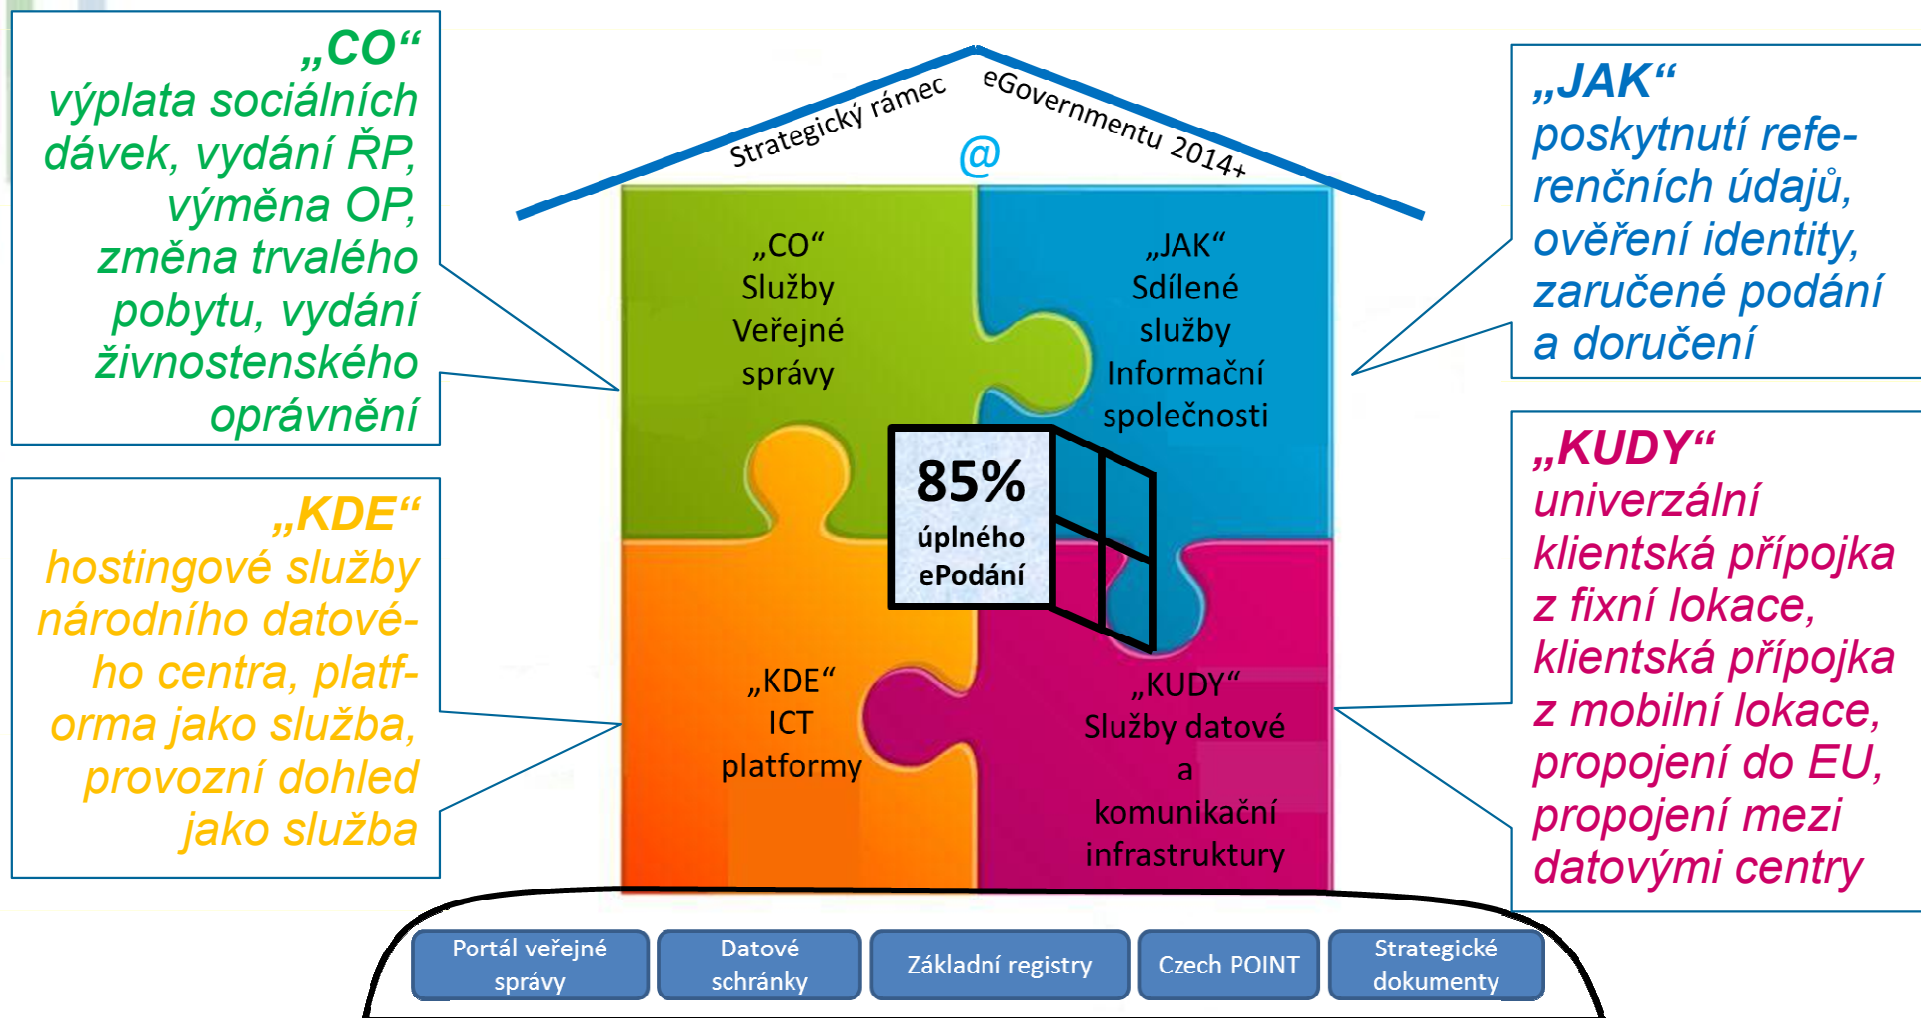 „CO“
výplata sociálních
dávek, vydání ŘP,
výměna OP,
změna trvalého
pobytu, vydání
živnostenského
oprávnění
„KDE“
hostingové služby
národního datové-
ho centra, platf-
orma jako služba,
provozní dohled
jako služba
Strategický rámec
eGovernmentu 2014+
@
„CO“
Služby
Veřejné
správy
„JAK“
Sdílené
služby
Informační
společnosti
85%
úplného
ePodání
„KDE“
ICT
platformy
„KUDY“
Služby datové
a
komunikační
infrastruktury
„JAK“
poskytnutí refe-
renčních údajů,
ověření identity,
zaručené podání
a doručení
„KUDY“
univerzální
klientská přípojka
z fixní lokace,
klientská přípojka
z mobilní lokace,
propojení do EU,
propojení mezi
datovými centry
Portál veřejné
správy
Datové
schránky
Základní registry
Czech POINT
Strategické
dokumenty